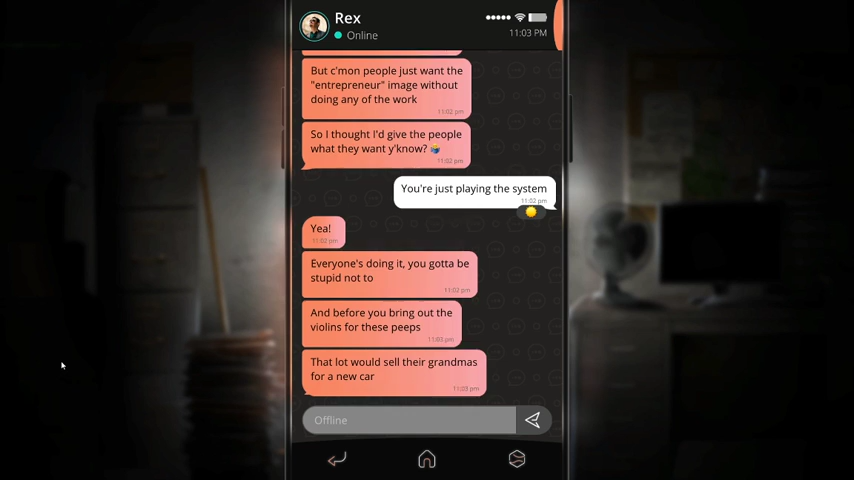 Rex
Online
11:03 PM
But c'mon people just want the
"entrepreneur" image without
doing any of the work
11:02 pm
So I thought I'd give the people
what they want y'know?
11:02 pm
You're just playing the system
11:02 pm
Yea!
11:02 pm
Everyone's doing it, you gotta be
stupid not to
11:02 pm
And before you bring out the
violins for these peeps
11:03 pm
That lot would sell their grandmas
for a new car
11:03 pm
Offline